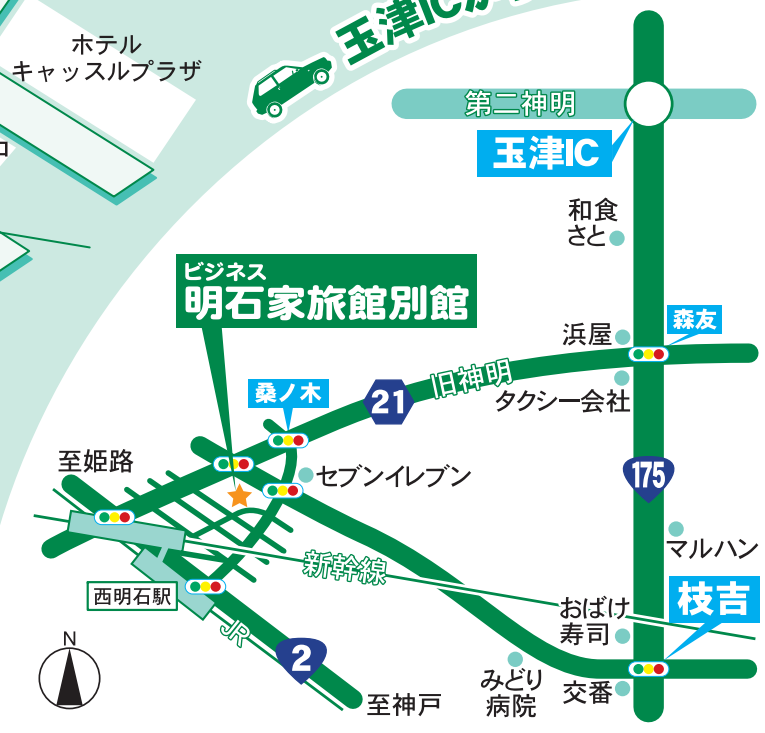 玉津ICか
ホテル
キャッスルプラザ
第二神明
玉津IC
和食
さと
ビジネス
明石家旅館別館
浜屋
森友
桑ノ木
21
旧神明
タクシー会社
至姫路
セブンイレブン
175
マルハン
新幹線
西明石駅
おばけ
寿司
枝吉
JR
2
N
みどり
病院
交番
至神戸